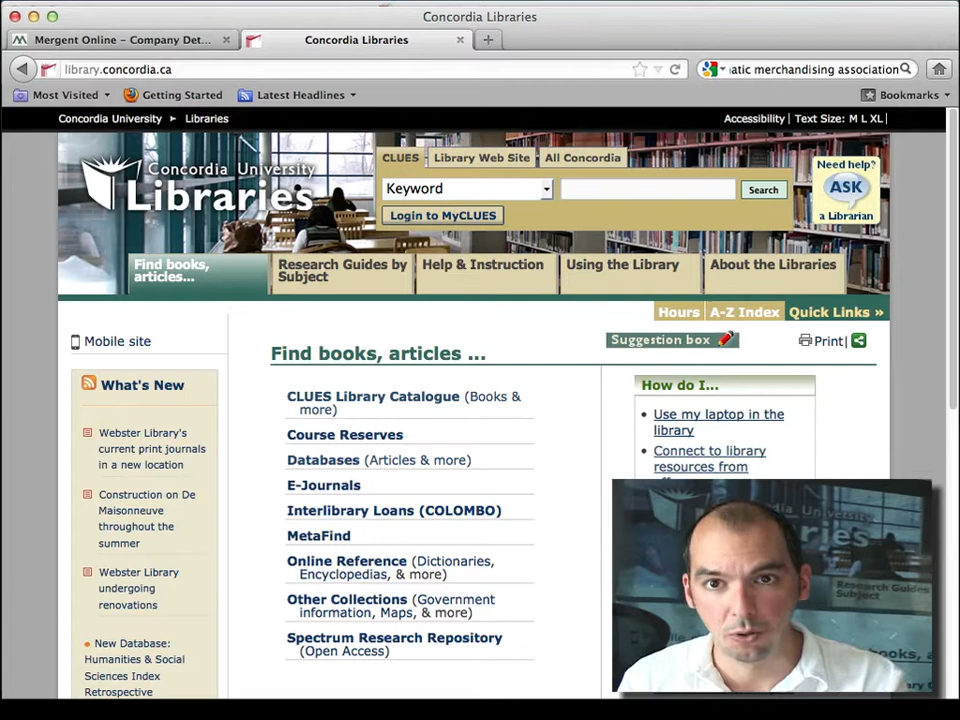 Concordia Libraries
Mergent Online – Company Det...
Concordia Libraries
library.concordia.ca
atic merchandising association
Most Visited
Getting Started
Latest Headlines
Bookmarks
Concordia University
Libraries
Accessibility | Text Size: M L XL |
Concordia University
Libraries
CLUES
Library Web Site
All Concordia
Keyword
Search
Login to MyCLUES
Need help?
ASK
a Librarian
Find books,
articles...
Research Guides by
Subject
Help & Instruction
Using the Library
About the Libraries
Hours
A-Z Index
Quick Links »
Mobile site
Suggestion box
Print|
What's New
Webster Library's
current print journals
in a new location
Construction on De
Maisonneuve
throughout the
summer
Webster Library
undergoing
renovations
New Database:
Humanities & Social
Sciences Index
Retrospective
Find books, articles ...
CLUES Library Catalogue (Books &
more)
Course Reserves
Databases (Articles & more)
E-Journals
Interlibrary Loans (COLOMBO)
MetaFind
Online Reference (Dictionaries,
Encyclopedias, & more)
Other Collections (Government
information, Maps, & more)
Spectrum Research Repository
(Open Access)
How do I...
Use my laptop in the
library
Connect to library
resources from
Research Guides
Subject